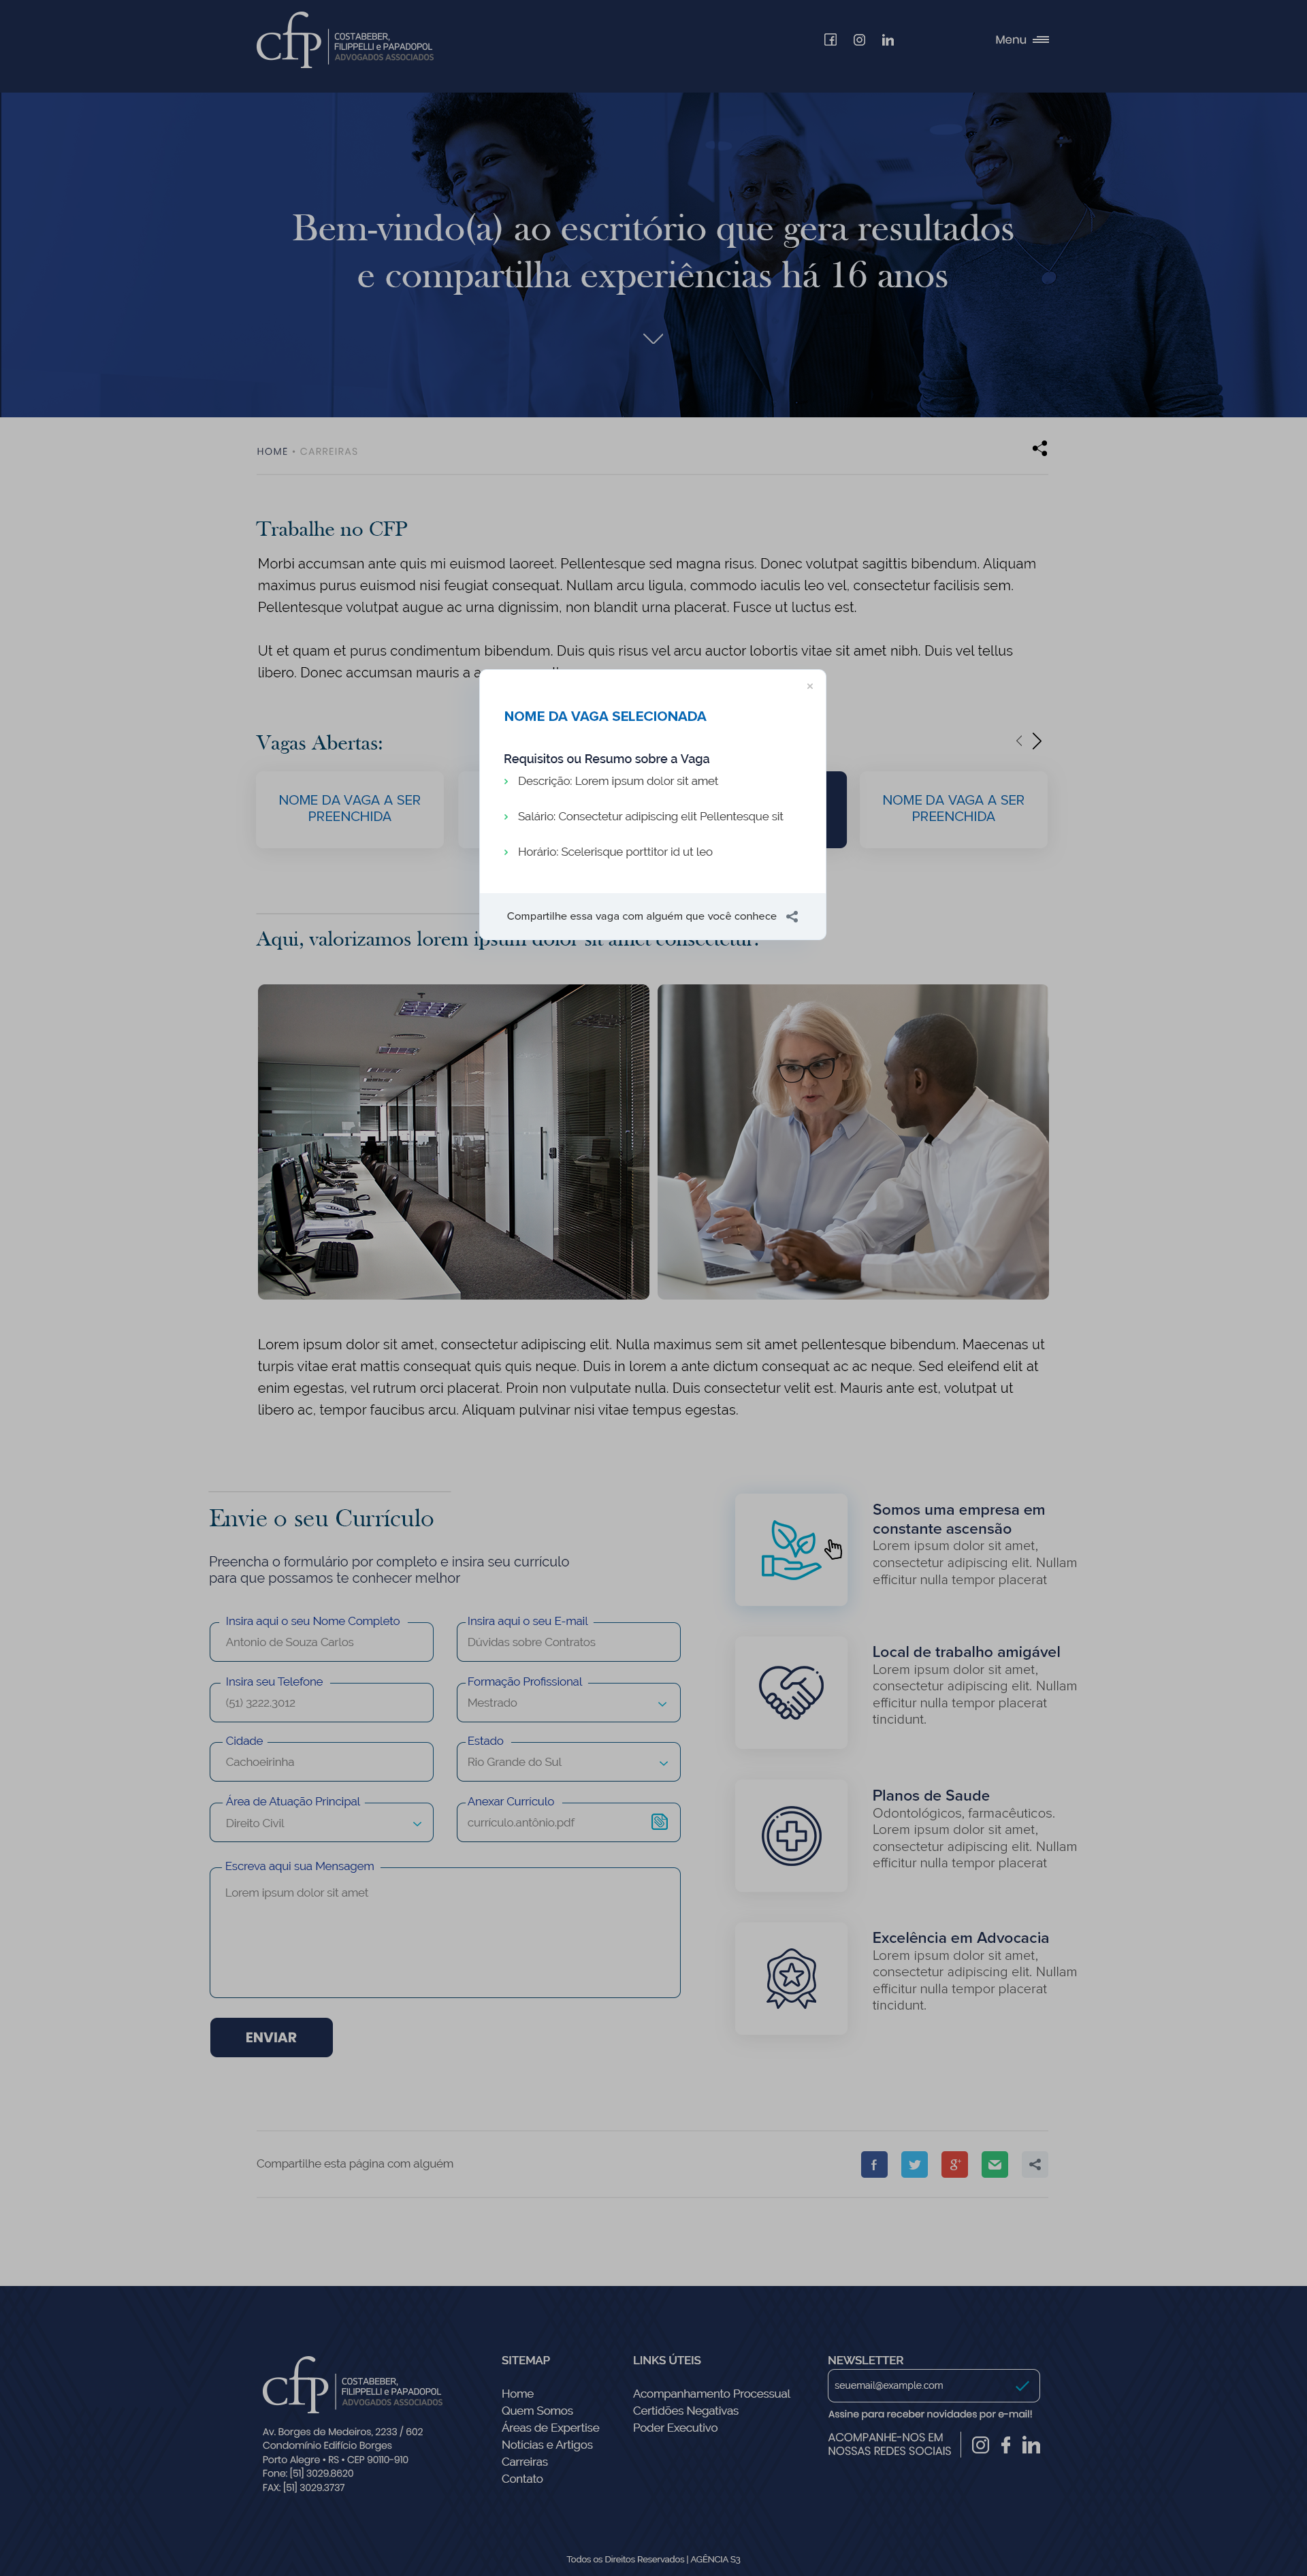 cfp
COSTABEBER,
FILIPPELLI e PAPADOPOL
ADVOGADOS ASSOCIADOS
Menu
Bem-vindo(a) ao escritório que gera resultados
e compartilha experiências há 16 anos
HOME • CARREIRAS
Trabalhe no CFP
Morbi accumsan ante quis mi euismod laoreet. Pellentesque sed magna risus. Donec volutpat sagittis bibendum. Aliquam
maximus purus euismod nisi feugiat consequat. Nullam arcu ligula, commodo iaculis leo vel, consectetur facilisis sem.
Pellentesque volutpat augue ac urna dignissim, non blandit urna placerat. Fusce ut luctus est.
Ut et quam et purus condimentum bibendum. Duis quis risus vel arcu auctor lobortis vitae sit amet nibh. Duis vel tellus
libero. Donec accumsan mauris a
×
NOME DA VAGA SELECIONADA
Requisitos ou Resumo sobre a Vaga
Descrição: Lorem ipsum dolor sit amet
Salário: Consectetur adipiscing elit Pellentesque sit
Horário: Scelerisque porttitor id ut leo
Compartilhe essa vaga com alguém que você conhece
Vagas Abertas:
NOME DA VAGA A SER
PREENCHIDA
NOME DA VAGA A SER
PREENCHIDA
Aqui, valorizamos lorem ipsum dolor sit amet consectetur:
Lorem ipsum dolor sit amet, consectetur adipiscing elit. Nulla maximus sem sit amet pellentesque bibendum. Maecenas ut
turpis vitae erat mattis consequat quis quis neque. Duis in lorem a ante dictum consequat ac ac neque. Sed eleifend elit at
enim egestas, vel rutrum orci placerat. Proin non vulputate nulla. Duis consectetur velit est. Mauris ante est, volutpat ut
libero ac, tempor faucibus arcu. Aliquam pulvinar nisi vitae tempus egestas.
Envie o seu Currículo
Preencha o formulário por completo e insira seu currículo
para que possamos te conhecer melhor
Insira aqui o seu Nome Completo
Antonio de Souza Carlos
Insira aqui o seu E-mail
Dúvidas sobre Contratos
Insira seu Telefone
(51) 3222.3012
Formação Profissional
Mestrado
Cidade
Cachoeirinha
Estado
Rio Grande do Sul
Área de Atuação Principal
Direito Civil
Anexar Currículo
currículo.antônio.pdf
Escreva aqui sua Mensagem
Lorem ipsum dolor sit amet
ENVIAR
Somos uma empresa em
constante ascensão
Lorem ipsum dolor sit amet,
consectetur adipiscing elit. Nullam
efficitur nulla tempor placerat
Local de trabalho amigável
Lorem ipsum dolor sit amet,
consectetur adipiscing elit. Nullam
efficitur nulla tempor placerat
tincidunt.
Planos de Saude
Odontológicos, farmacêuticos.
Lorem ipsum dolor sit amet,
consectetur adipiscing elit. Nullam
efficitur nulla tempor placerat
Excelência em Advocacia
Lorem ipsum dolor sit amet,
consectetur adipiscing elit. Nullam
efficitur nulla tempor placerat
tincidunt.
Compartilhe esta página com alguém
cfp
COSTABEBER,
FILIPPELLI e PAPADOPOL
ADVOGADOS ASSOCIADOS
Av. Borges de Medeiros, 2233 / 602
Condomínio Edifício Borges
Porto Alegre • RS • CEP 90110-910
Fone: [51] 3029.8620
FAX: [51] 3029.3737
SITEMAP
Home
Quem Somos
Áreas de Expertise
Notícias e Artigos
Carreiras
Contato
LINKS ÚTEIS
Acompanhamento Processual
Certidões Negativas
Poder Executivo
NEWSLETTER
seuemail@example.com
Assine para receber novidades por e-mail!
ACOMPANHE-NOS EM
NOSSAS REDES SOCIAIS
Todos os Direitos Reservados | AGÊNCIA S3